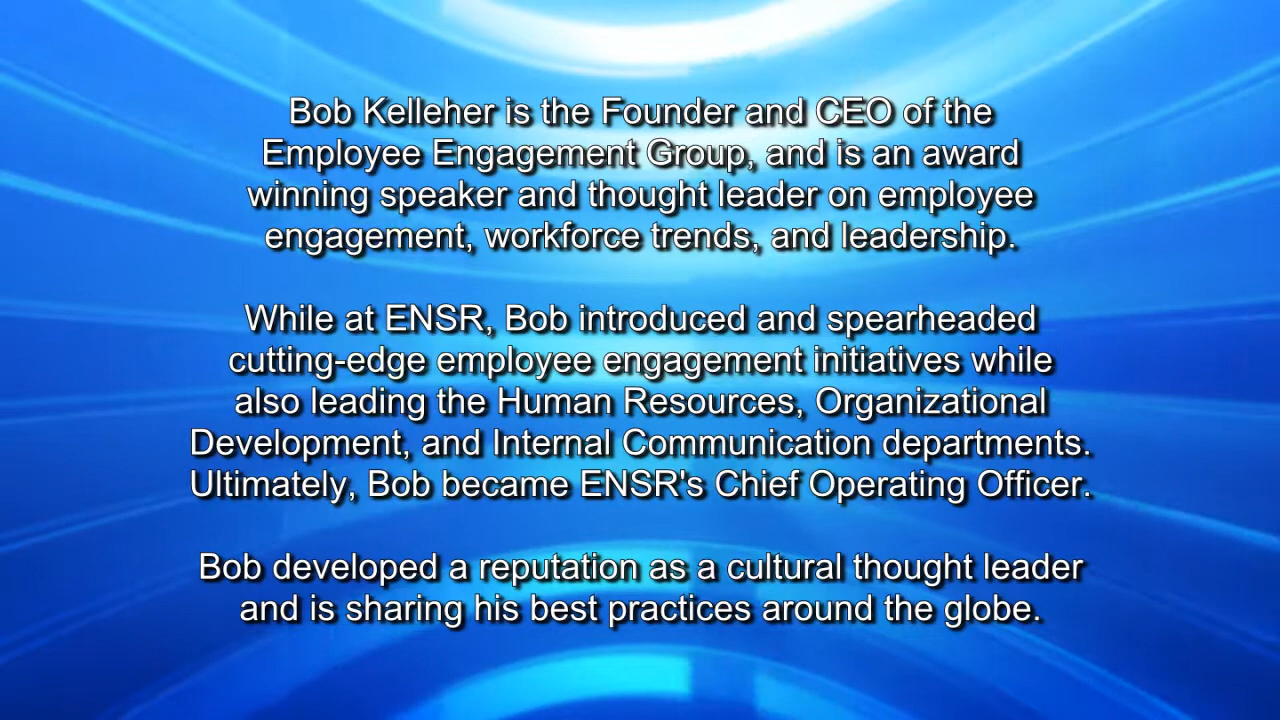 Bob Kelleher is the Founder and CEO of the
Employee Engagement Group, and is an award
winning speaker and thought leader on employee
engagement, workforce trends, and leadership.
While at ENSR, Bob introduced and spearheaded
cutting-edge employee engagement initiatives while
also leading the Human Resources, Organizational
Development, and Internal Communication departments.
Ultimately, Bob became ENSR's Chief Operating Officer.
Bob developed a reputation as a cultural thought leader
and is sharing his best practices around the globe.